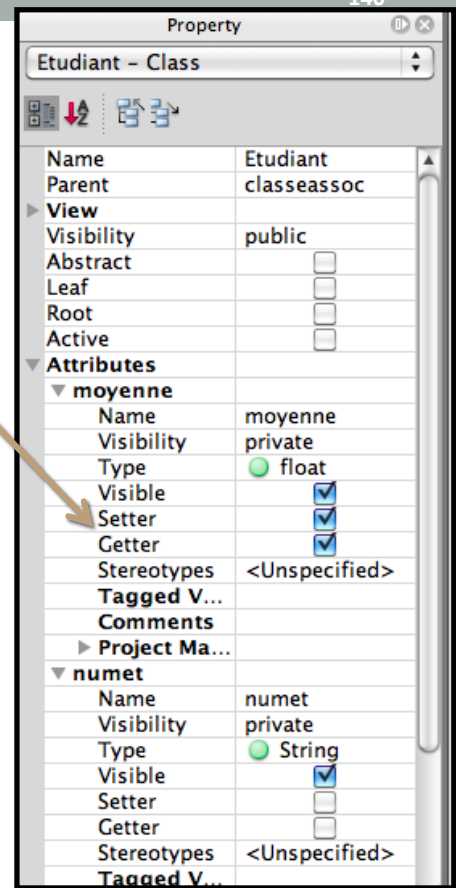 146
Property
Etudiant – Class
Name Etudiant
Parent classeassoc
View
Visibility public
Abstract
Leaf
Root
Active
Attributes
moyenne
Name moyenne
Visibility private
Type float
Visible
Setter
Getter
Stereotypes <Unspecified>
Tagged V...
Comments
Project Ma...
numet
Name numet
Visibility private
Type String
Visible
Setter
Getter
Stereotypes <Unspecified>
Tagged V...